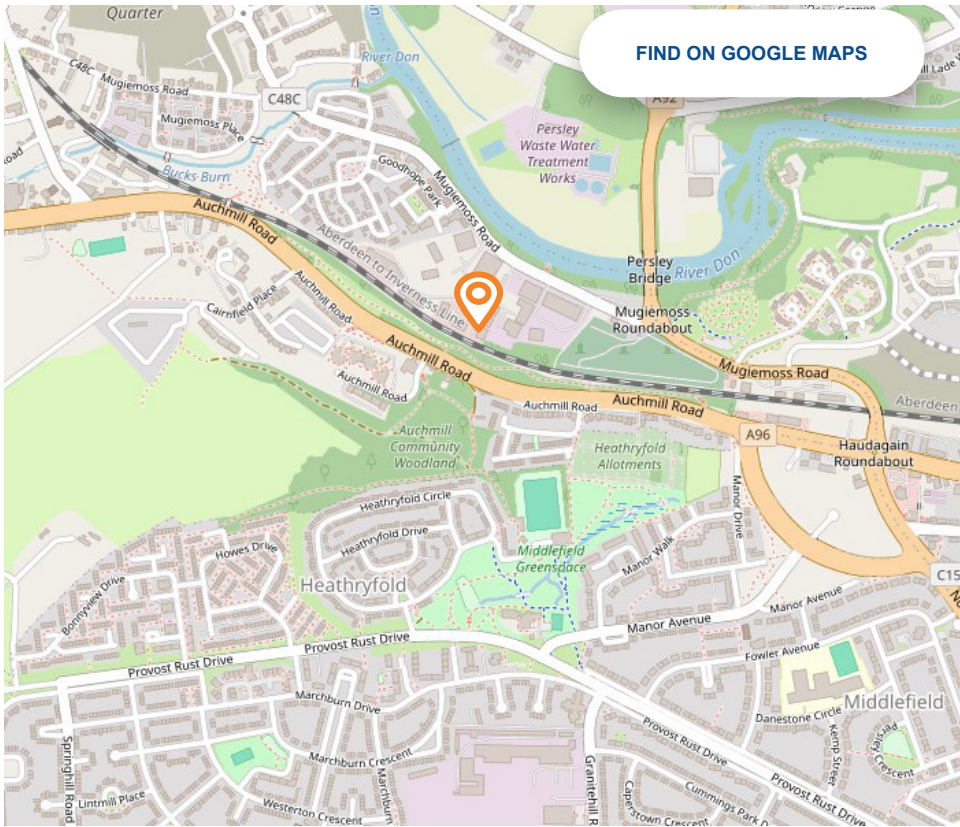 Quarter
FIND ON GOOGLE MAPS
River Don
C48C
Mugiemoss Road
C48C
A92
Mugiemoss Place
Persley
Waste Water
Treatment
Works
Goodhope Park
Bucks Burn
Mugiemoss Road
Auchmill Road
Aberdeen to Inverness Line
Persley
Bridge
River Don
Cairnfield Place
Auchmill Road
Mugiemoss
Roundabout
Auchmill Road
Mugiemoss Road
Auchmill Road
Aberdeen
Auchmill Road
Auchmill Road
A96
Auchmill
Community
Woodland
Heathryfold
Allotments
Haudagain
Roundabout
Manor Drive
Heathryfold Circle
Heathryfold Drive
Howes Drive
Middlefield
Greenspace
Manor Walk
C15
Bonnyview Drive
Heathryfold
Manor Avenue
Manor Avenue
Provost Rust Drive
Provost Rust Drive
Fowler Avenue
Marchburn Drive
Middlefield
Danestone Circle
Persley Crescent
Kemp Street
Provost Rust Drive
Springhill Road
Marchburn Crescent
Granitehill R
Marchburn
Lintmill Place
Westerton Crescent
Caperstown Crescent
Cummings Park D
Provost Rust Drive